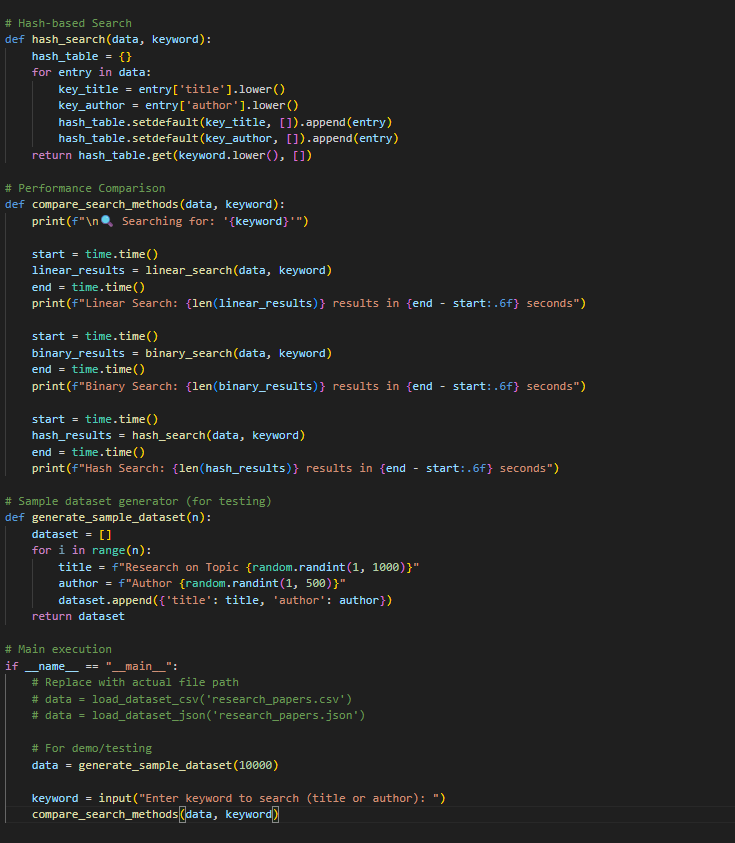 # Hash-based Search
def hash_search(data, keyword):
    hash_table = {}
    for entry in data:
        key_title = entry['title'].lower()
        key_author = entry['author'].lower()
        hash_table.setdefault(key_title, []).append(entry)
        hash_table.setdefault(key_author, []).append(entry)
    return hash_table.get(keyword.lower(), [])

# Performance Comparison
def compare_search_methods(data, keyword):
    print(f"\n🔍 Searching for: '{keyword}'")

    start = time.time()
    linear_results = linear_search(data, keyword)
    end = time.time()
    print(f"Linear Search: {len(linear_results)} results in {end - start:.6f} seconds")

    start = time.time()
    binary_results = binary_search(data, keyword)
    end = time.time()
    print(f"Binary Search: {len(binary_results)} results in {end - start:.6f} seconds")

    start = time.time()
    hash_results = hash_search(data, keyword)
    end = time.time()
    print(f"Hash Search: {len(hash_results)} results in {end - start:.6f} seconds")

# Sample dataset generator (for testing)
def generate_sample_dataset(n):
    dataset = []
    for i in range(n):
        title = f"Research on Topic {random.randint(1, 1000)}"
        author = f"Author {random.randint(1, 500)}"
        dataset.append({'title': title, 'author': author})
    return dataset

# Main execution
if __name__ == "__main__":
    # Replace with actual file path
    # data = load_dataset_csv('research_papers.csv')
    # data = load_dataset_json('research_papers.json')

    # For demo/testing
    data = generate_sample_dataset(10000)

    keyword = input("Enter keyword to search (title or author): ")
    compare_search_methods(data, keyword)